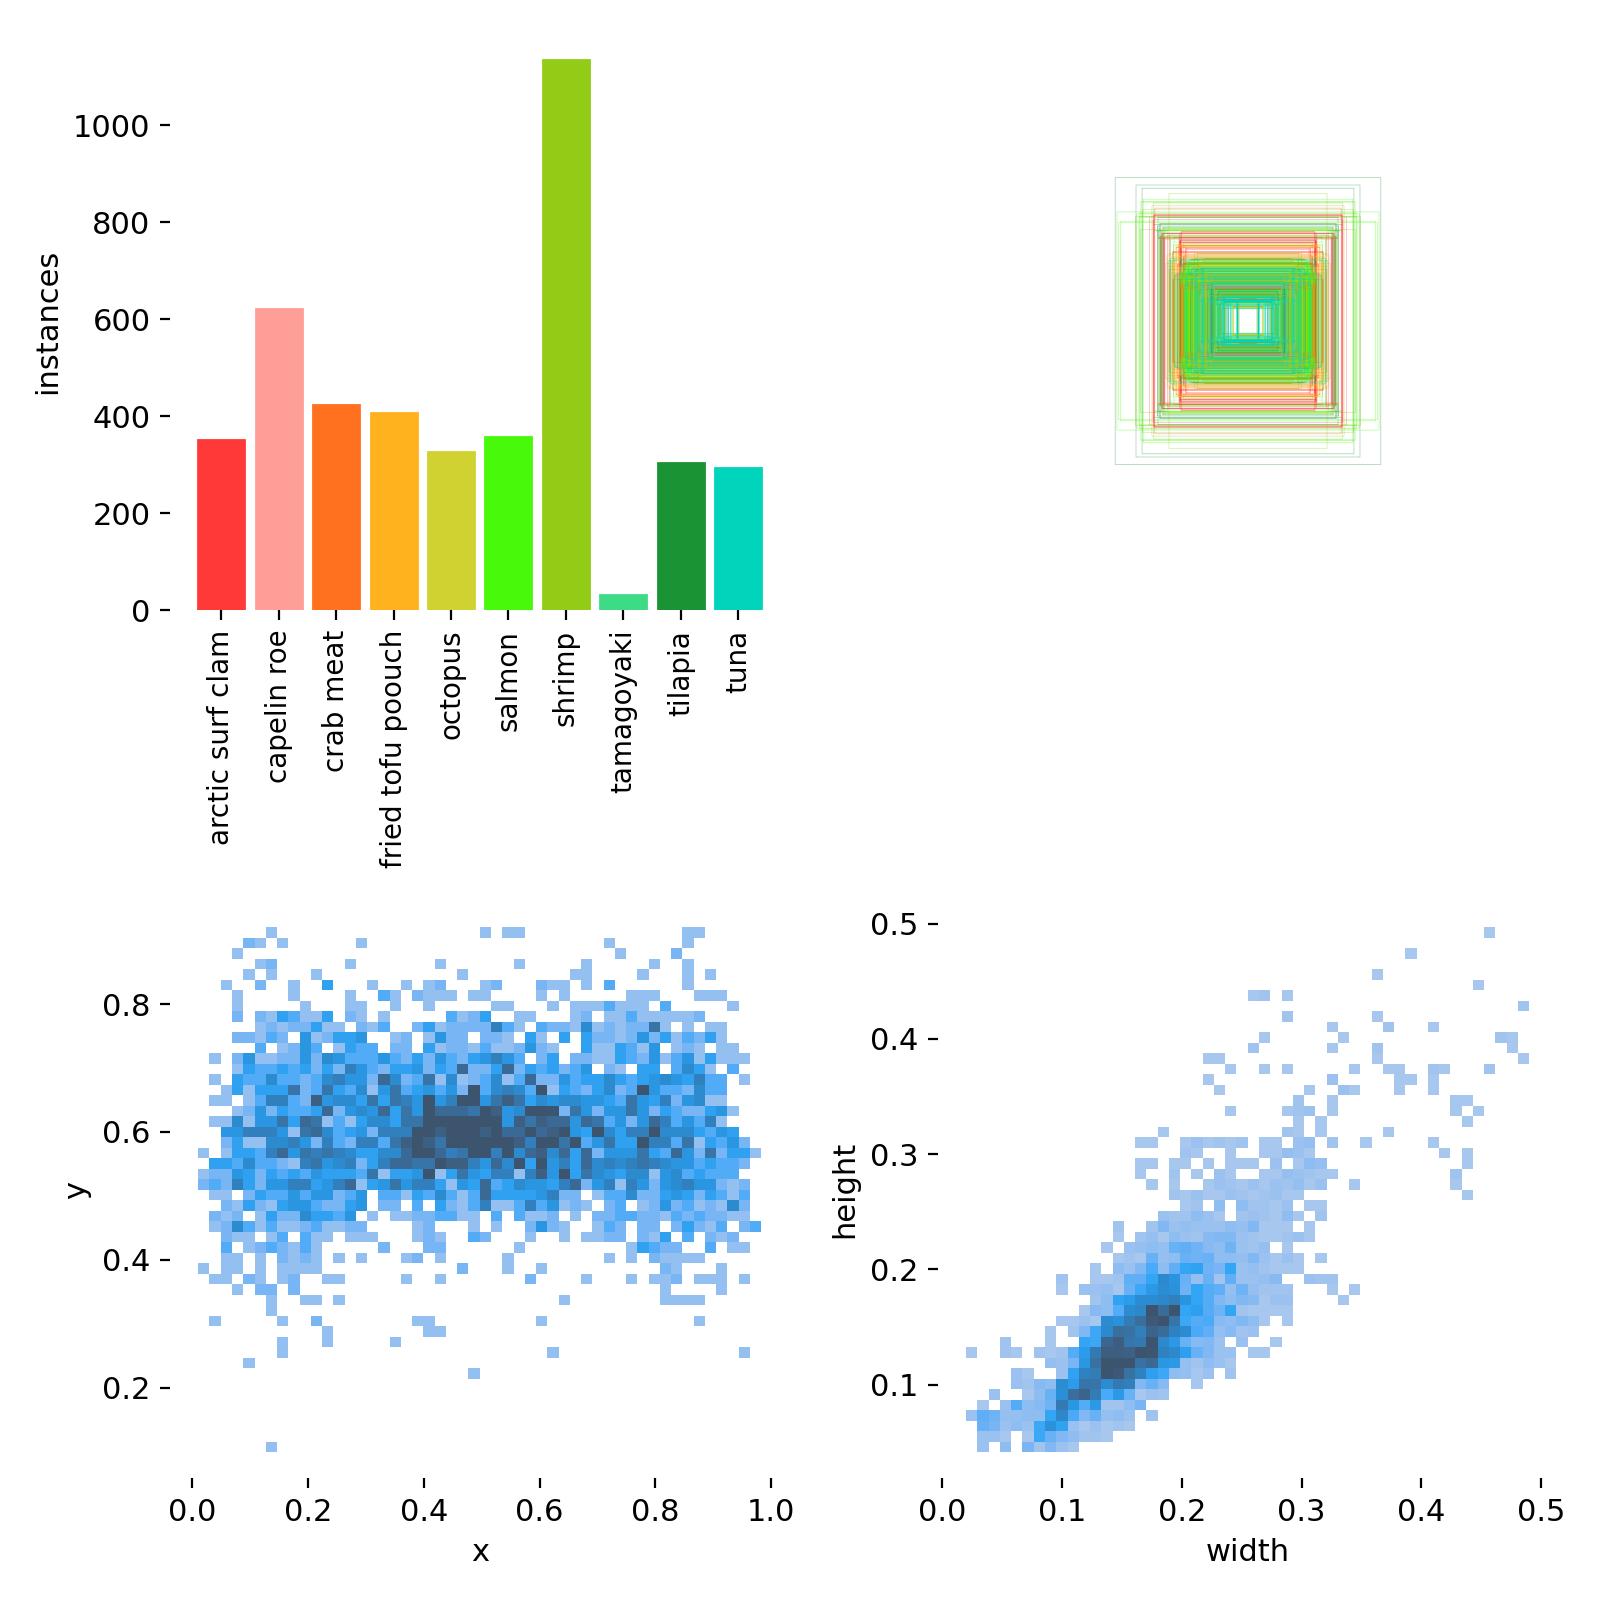 1000
800
600
400
200
0
instances
arctic surf clam
capelin roe
crab meat
fried tofu poouch
octopus
salmon
shrimp
tamagoyaki
tilapia
tuna
0.8
0.6
0.4
0.2
y
0.0 0.2 0.4 0.6 0.8 1.0
x
0.5
0.4
0.3
0.2
0.1
height
0.0 0.1 0.2 0.3 0.4 0.5
width